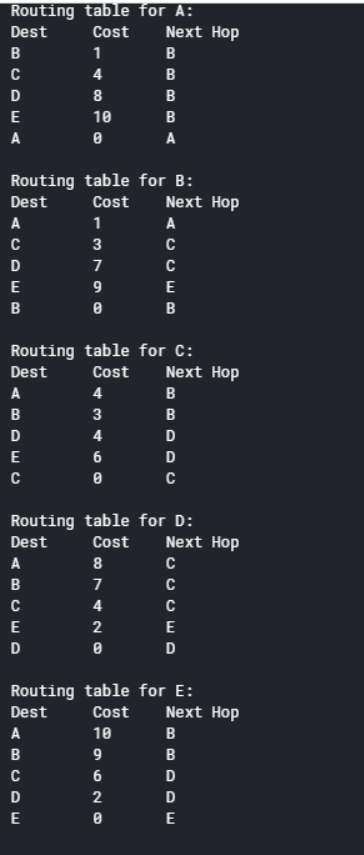 Routing table for A:
Dest Cost Next Hop
B 1 B
C 4 B
D 8 B
E 10 B
A 0 A
Routing table for B:
Dest Cost Next Hop
A 1 A
C 3 C
D 7 C
E 9 E
B 0 B
Routing table for C:
Dest Cost Next Hop
A 4 B
B 3 B
D 4 D
E 6 D
C 0 C
Routing table for D:
Dest Cost Next Hop
A 8 C
B 7 C
C 4 C
E 2 E
D 0 D
Routing table for E:
Dest Cost Next Hop
A 10 B
B 9 B
C 6 D
D 2 D
E 0 E